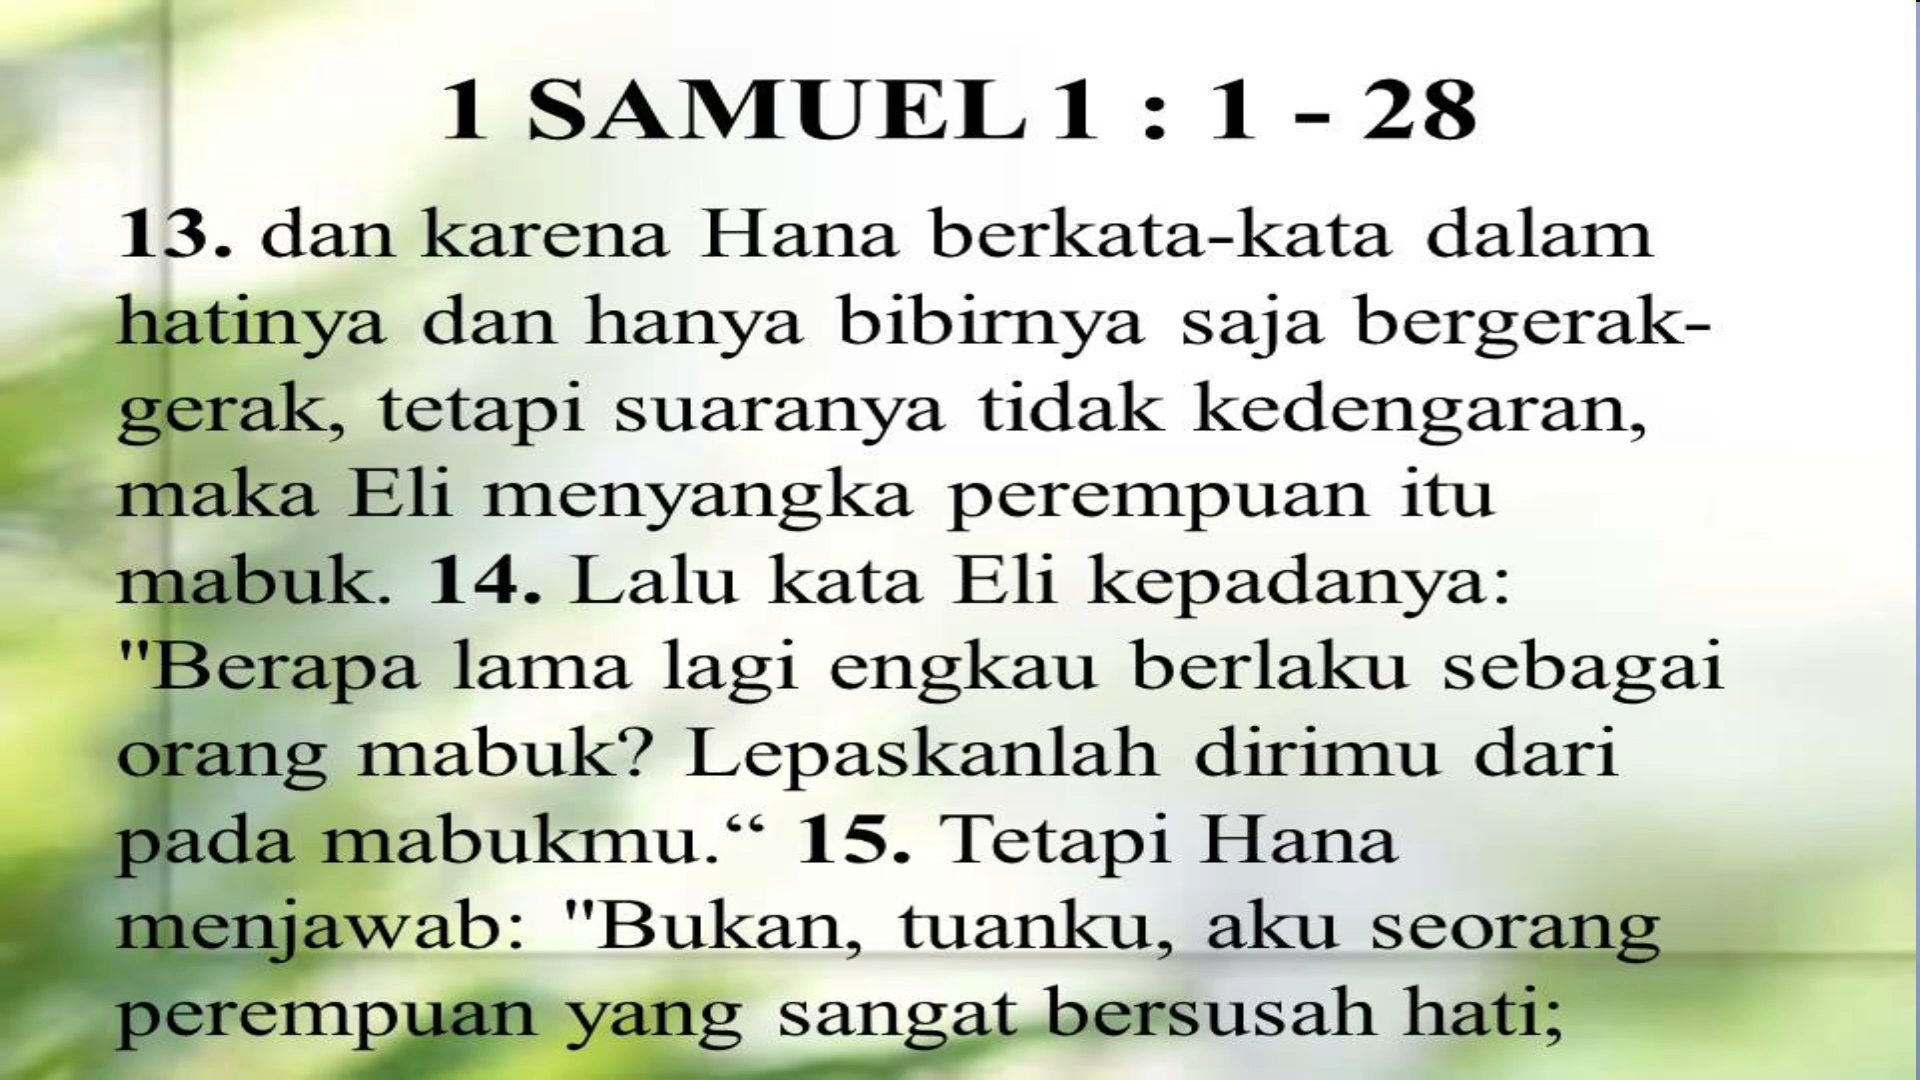 1 SAMUEL 1 : 1 - 28
13. dan karena Hana berkata-kata dalam
hatinya dan hanya bibirnya saja bergerak-
gerak, tetapi suaranya tidak kedengaran,
maka Eli menyangka perempuan itu
mabuk. 14. Lalu kata Eli kepadanya:
"Berapa lama lagi engkau berlaku sebagai
orang mabuk? Lepaskanlah dirimu dari
pada mabukmu.“ 15. Tetapi Hana
menjawab: "Bukan, tuanku, aku seorang
perempuan yang sangat bersusah hati;